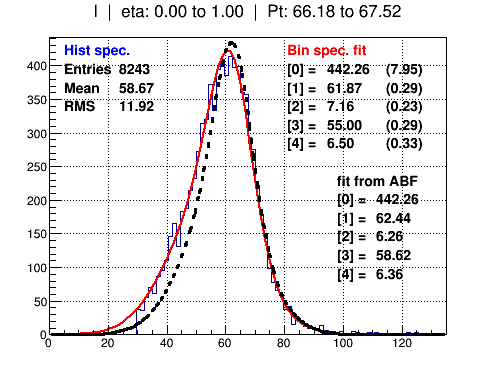 I | eta: 0.00 to 1.00 | Pt: 66.18 to 67.52
Hist spec.
Entries 8243
Mean 58.67
RMS 11.92
Bin spec. fit
[0] = 442.26 (7.95)
[1] = 61.87 (0.29)
[2] = 7.16 (0.23)
[3] = 55.00 (0.29)
[4] = 6.50 (0.33)
fit from ABF
[0] = 442.26
[1] = 62.44
[2] = 6.26
[3] = 58.62
[4] = 6.36
400
350
300
250
200
150
100
50
0
0 20 40 60 80 100 120